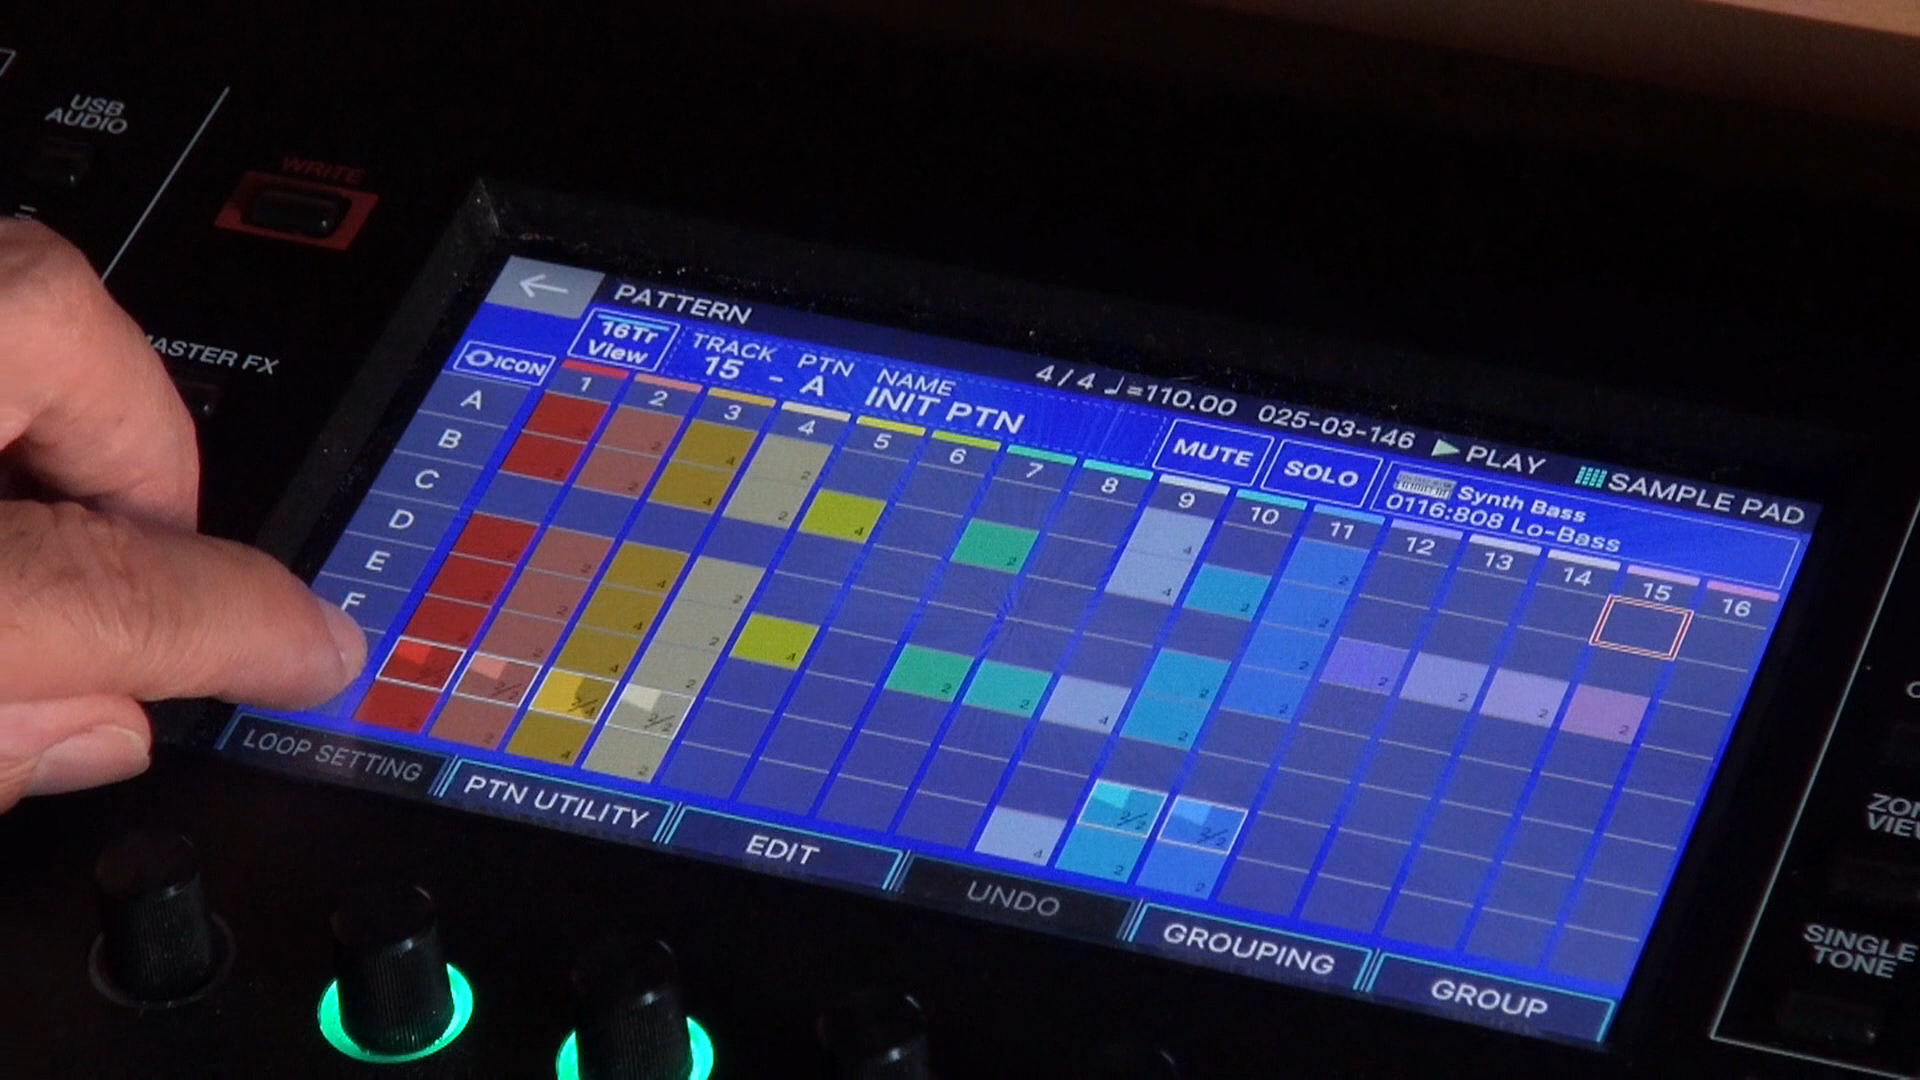 USB
AUDIO
WRITE
MASTER FX
PATTERN
4/4 ♩=110.00 025-03-146 ▶PLAY SAMPLE PAD
ICON
16Tr
View
TRACK PTN NAME
15 - A INIT PTN
MUTE
SOLO
Synth Bass
0116:808 Lo-Bass
1 2 3 4 5 6 7 8 9 10 11 12 13 14 15 16
A
B
C
D
E
F
LOOP SETTING
PTN UTILITY
EDIT
UNDO
GROUPING
GROUP
SINGLE
TONE